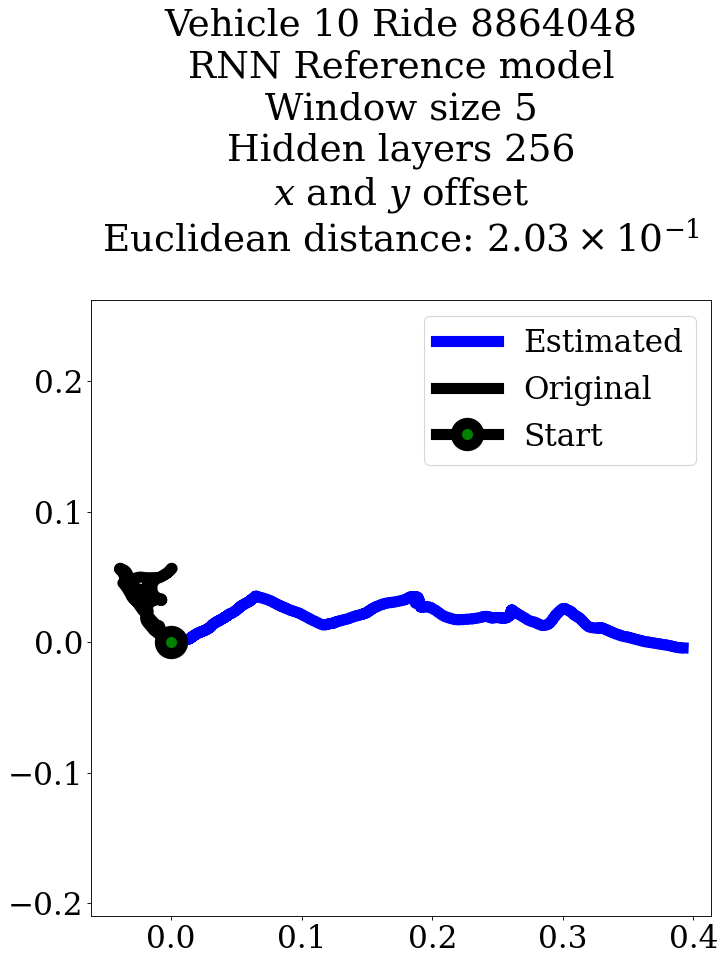 Vehicle 10 Ride 8864048
RNN Reference model
Window size 5
Hidden layers 256
x and y offset
Euclidean distance: 2.03 × 10⁻¹
Estimated
Original
Start
0.2
0.1
0.0
−0.1
−0.2
0.0 0.1 0.2 0.3 0.4